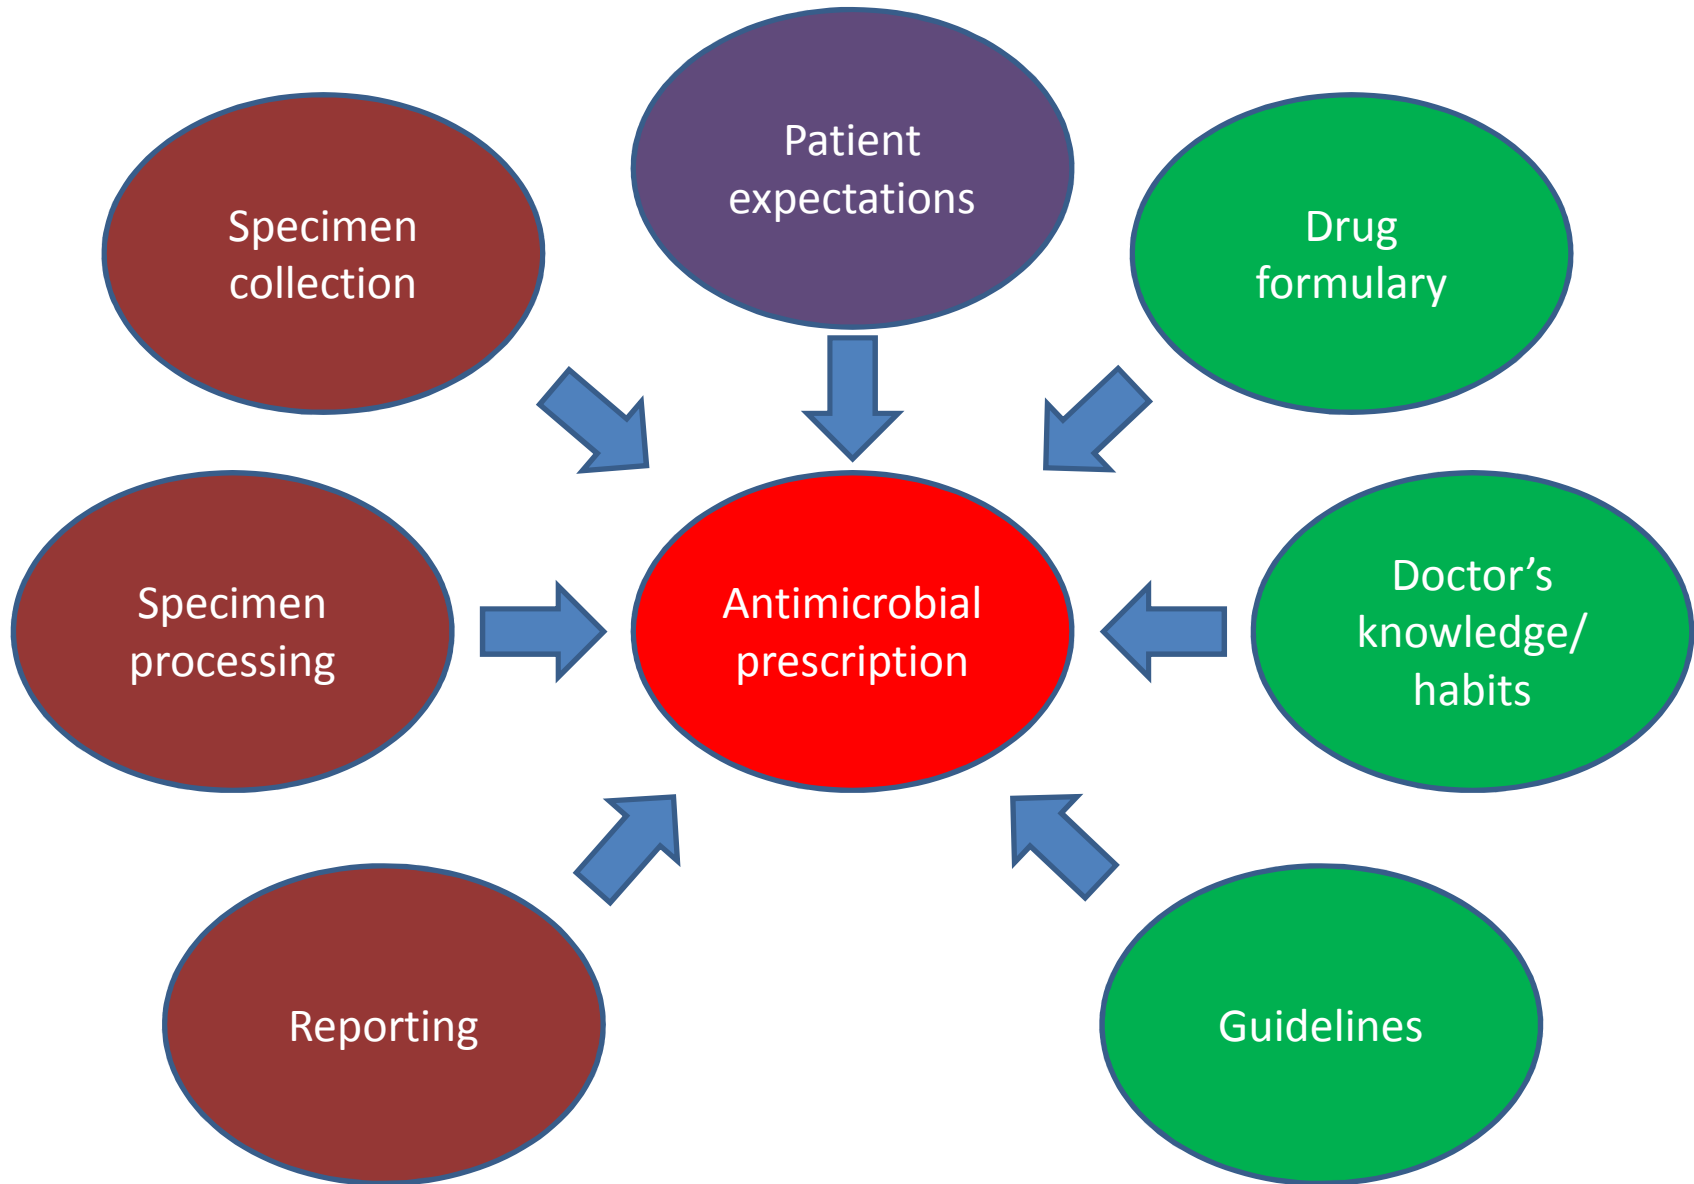 Patient
expectations
Specimen
collection
Drug
formulary
Specimen
processing
Antimicrobial
prescription
Doctor’s
knowledge/
habits
Reporting
Guidelines